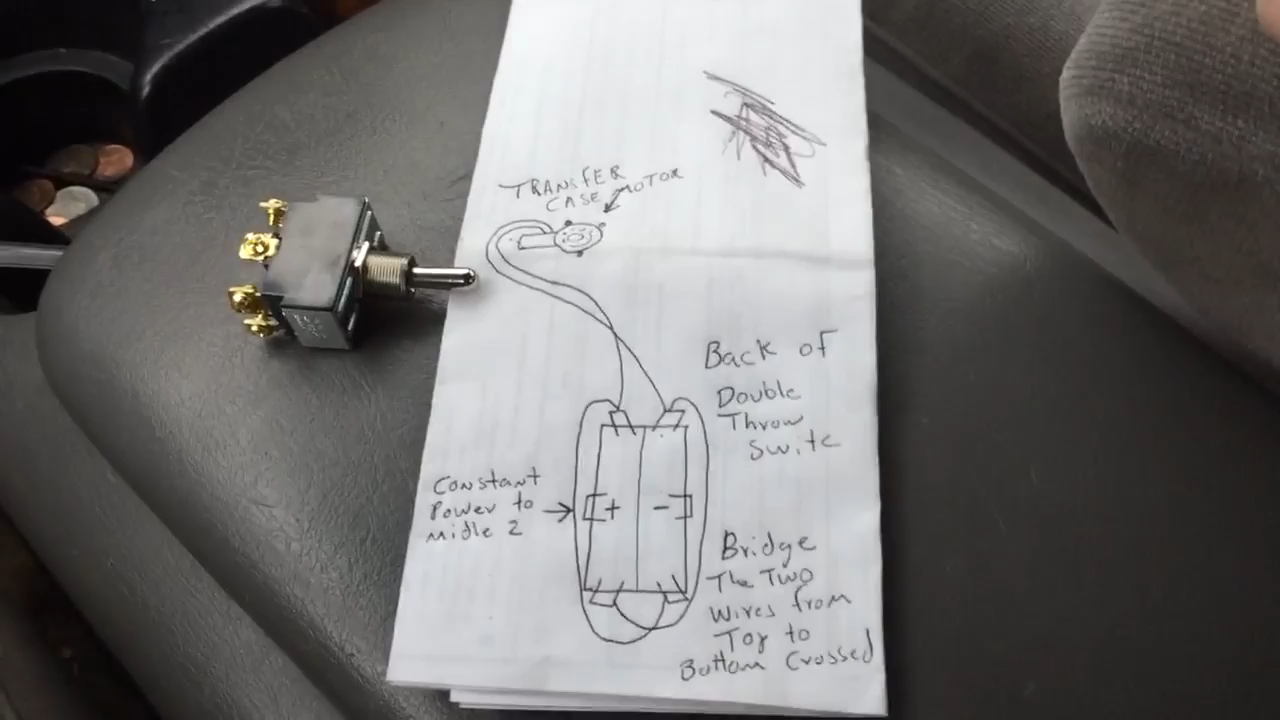 TRANSFER
CASE MOTOR
Back of
Double
Throw
Switc
Constant
Power to
midle 2
+ -
Bridge
The Two
Wires from
Top to
Bottom Crossed